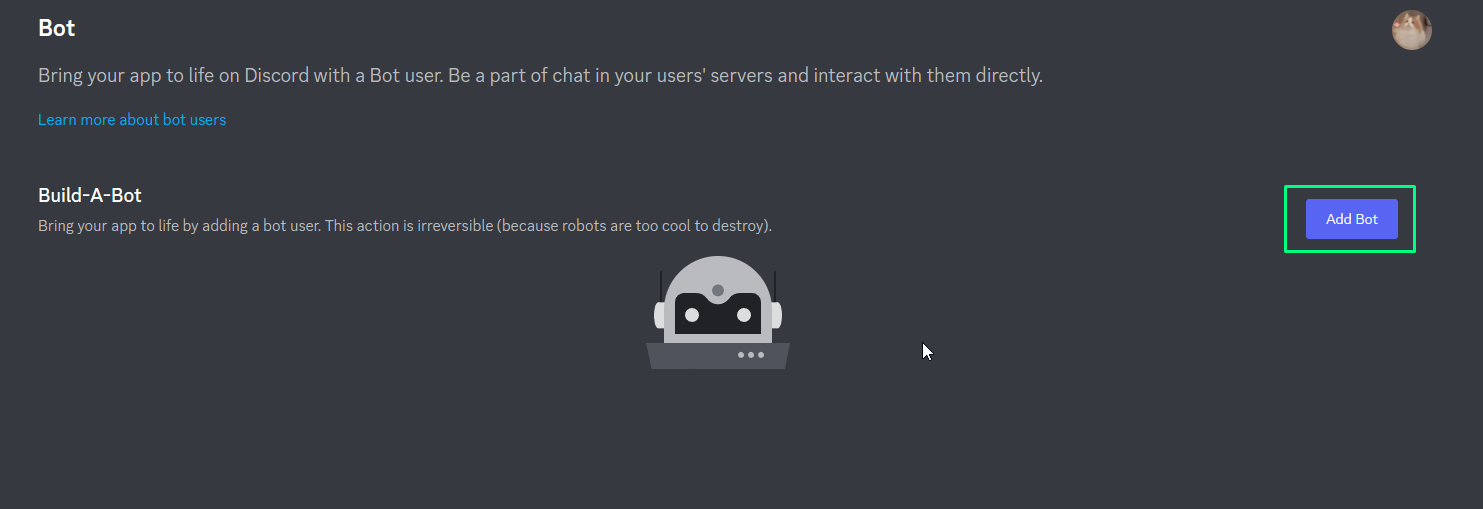 Bot
Bring your app to life on Discord with a Bot user. Be a part of chat in your users' servers and interact with them directly.
Learn more about bot users
Build-A-Bot
Bring your app to life by adding a bot user. This action is irreversible (because robots are too cool to destroy).
Add Bot